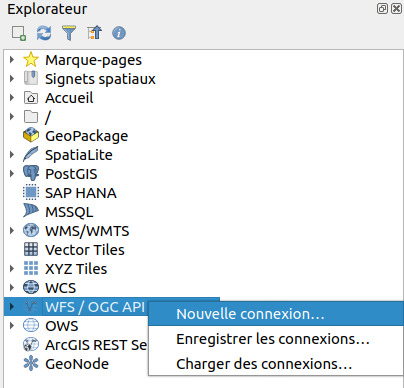 Explorateur
Marque-pages
Signets spatiaux
Accueil
/
GeoPackage
SpatiaLite
PostGIS
SAP HANA
MSSQL
WMS/WMTS
Vector Tiles
XYZ Tiles
WCS
WFS / OGC API
Nouvelle connexion…
OWS
Enregistrer les connexions…
ArcGIS REST Se
Charger des connexions…
GeoNode